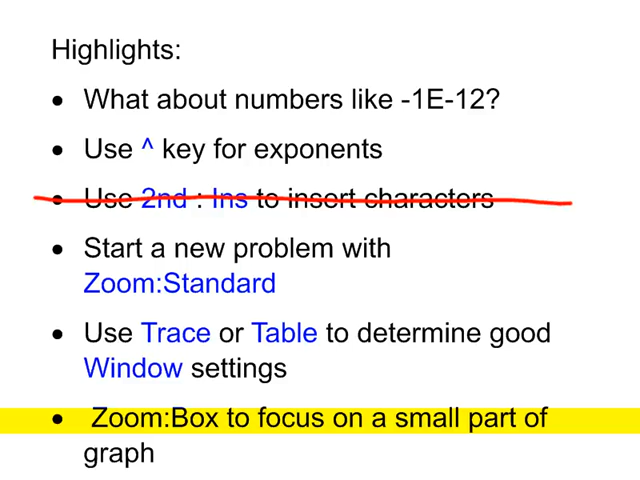 Highlights:
• What about numbers like -1E-12?
• Use ^ key for exponents
• Use 2nd : Ins to insert characters
• Start a new problem with
Zoom:Standard
• Use Trace or Table to determine good
Window settings
• Zoom:Box to focus on a small part of
graph